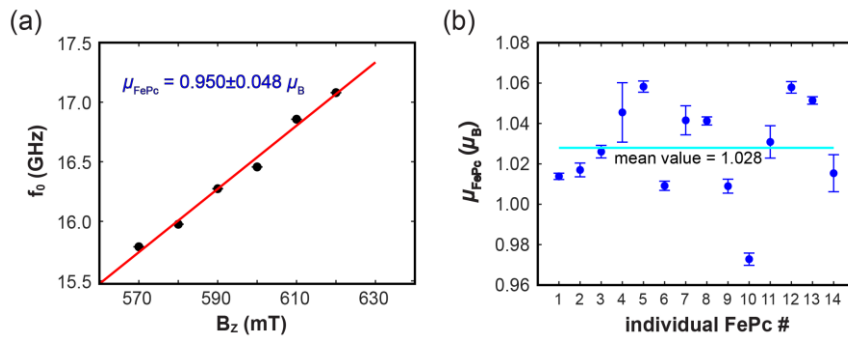 (a)
17.5
17.0
16.5
16.0
15.5
f₀ (GHz)
μFePc = 0.950±0.048 μB
570 590 610 630
BZ (mT)
(b)
1.08
1.06
1.04
1.02
1.00
0.98
0.96
μFePc (μB)
mean value = 1.028
1 2 3 4 5 6 7 8 9 10 11 12 13 14
individual FePc #